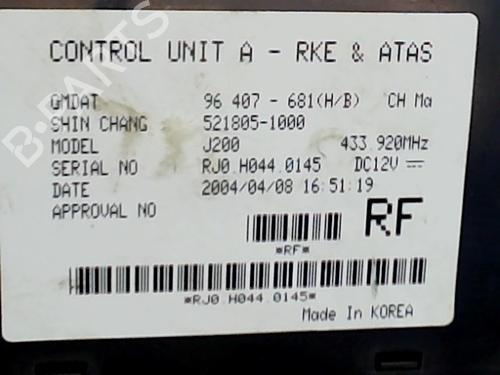 CONTROL UNIT A - RKE & ATAS
GMDAT 96 407 - 681(H/B) CH Ma
SHIN CHANG 521805-1000
MODEL J200 433.920MHz
SERIAL NO RJ0.H044.0145 DC12V
DATE 2004/04/08 16:51:19
APPROVAL NO
RF
*RF*
*RJ0.H044.0145*
Made In KOREA
B-PARTS